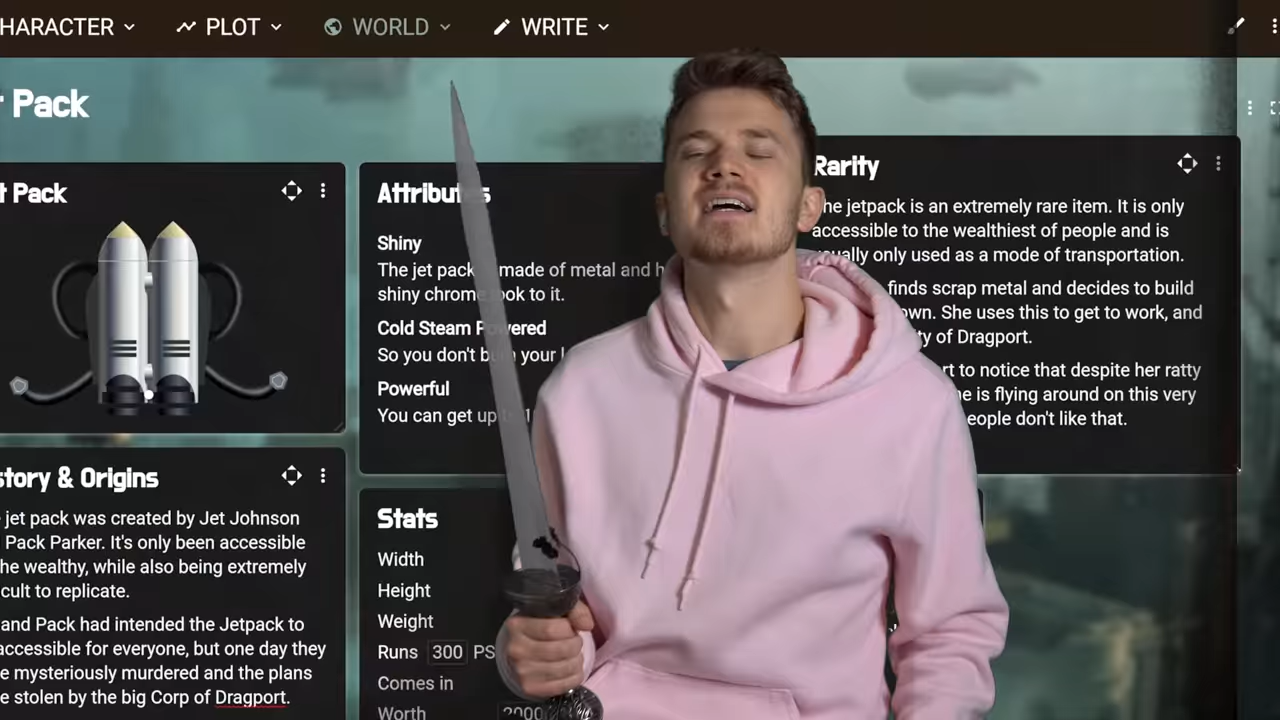 HARACTER PLOT WORLD WRITE
Pack
Pack
Shiny
The jet pack made of metal and
shiny chrome look to it.
Cold Steam Powered
So you don't burn your
Powerful
You can get up
Attributes
Rarity
he jetpack is an extremely rare item. It is only
accessible to the wealthiest of people and is
usually only used as a mode of transportation.
finds scrap metal and decides to build
own. She uses this to get to work, and
of Dragport.
to notice that despite her ratty
is flying around on this very
people don't like that.
story & Origins
jet pack was created by Jet Johnson
Pack Parker. It's only been accessible
he wealthy, while also being extremely
cult to replicate.
and Pack had intended the Jetpack to
accessible for everyone, but one day they
e mysteriously murdered and the plans
e stolen by the big Corp of Dragport.
Stats
Width
Height
Weight
Runs 300 PS
Comes in
Worth 2000